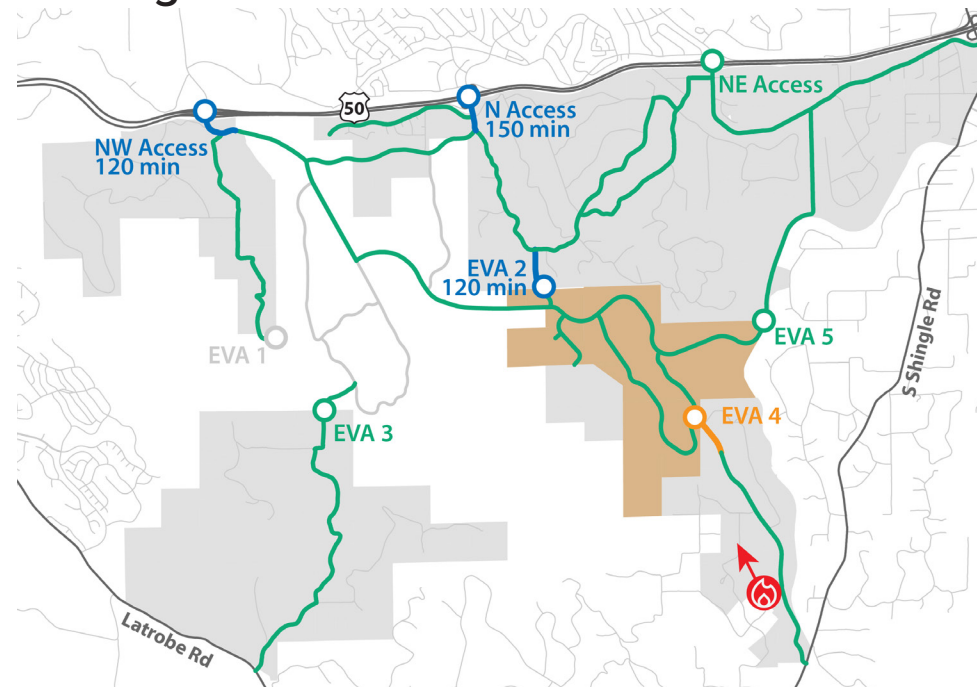 50
N Access
150 min
NE Access
NW Access
120 min
EVA 2
120 min
EVA 1
EVA 5
S Shingle Rd
EVA 3
EVA 4
Latrobe Rd